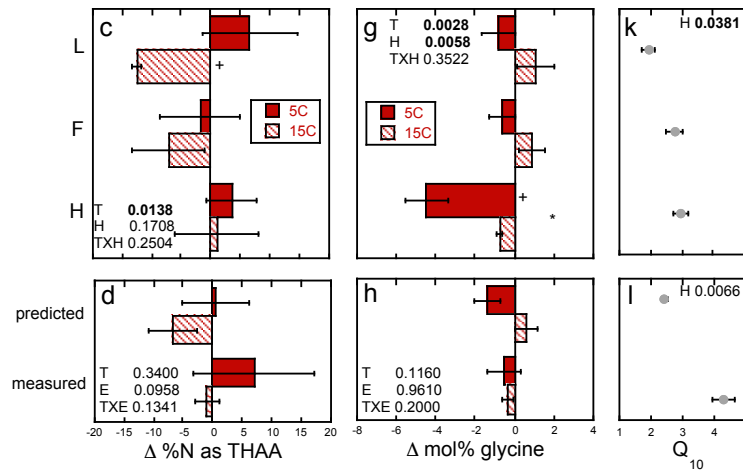 c
L
+
F
5C
15C
H
T 0.0138
H 0.1708
TXH 0.2504
g
T 0.0028
H 0.0058
TXH 0.3522
5C
15C
+
*
k
H 0.0381
d
predicted
measured
T 0.3400
E 0.0958
TXE 0.1341
-20 -15 -10 -5 0 5 10 15 20
Δ %N as THAA
h
T 0.1160
E 0.9610
TXE 0.2000
-8 -6 -4 -2 0 2 4
Δ mol% glycine
l
H 0.0066
1 2 3 4
Q10